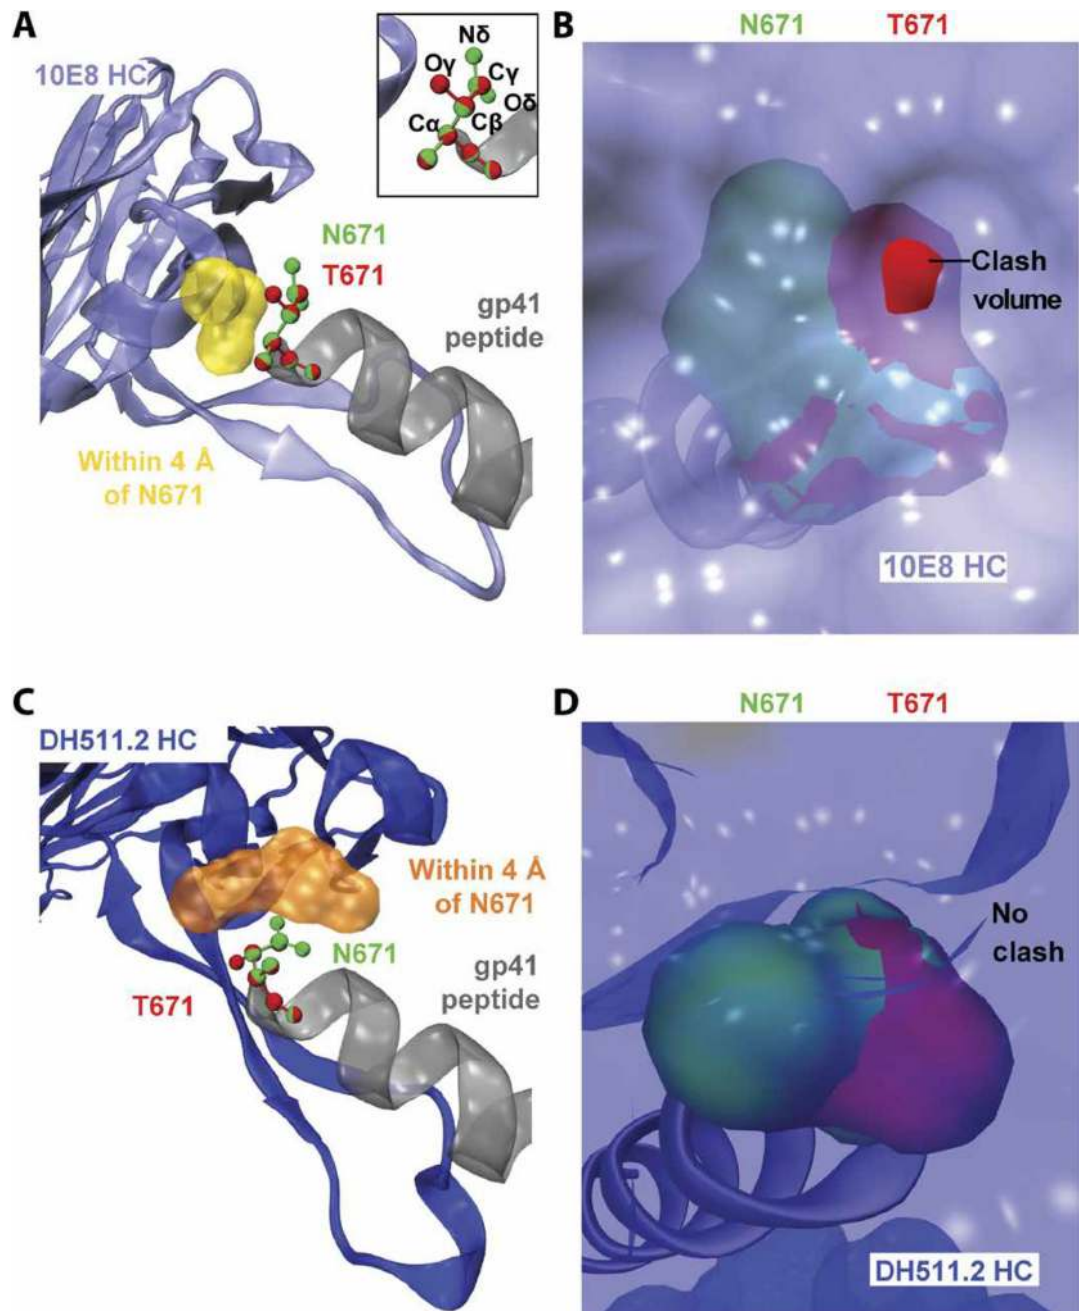 A
10E8 HC
Nδ
Oγ
Cγ
Oδ
Cα
Cβ
N671
T671
gp41
peptide
Within 4 Å
of N671
B
N671
T671
Clash
volume
10E8 HC
C
DH511.2 HC
Within 4 Å
of N671
N671
T671
gp41
peptide
D
N671
T671
No
clash
DH511.2 HC